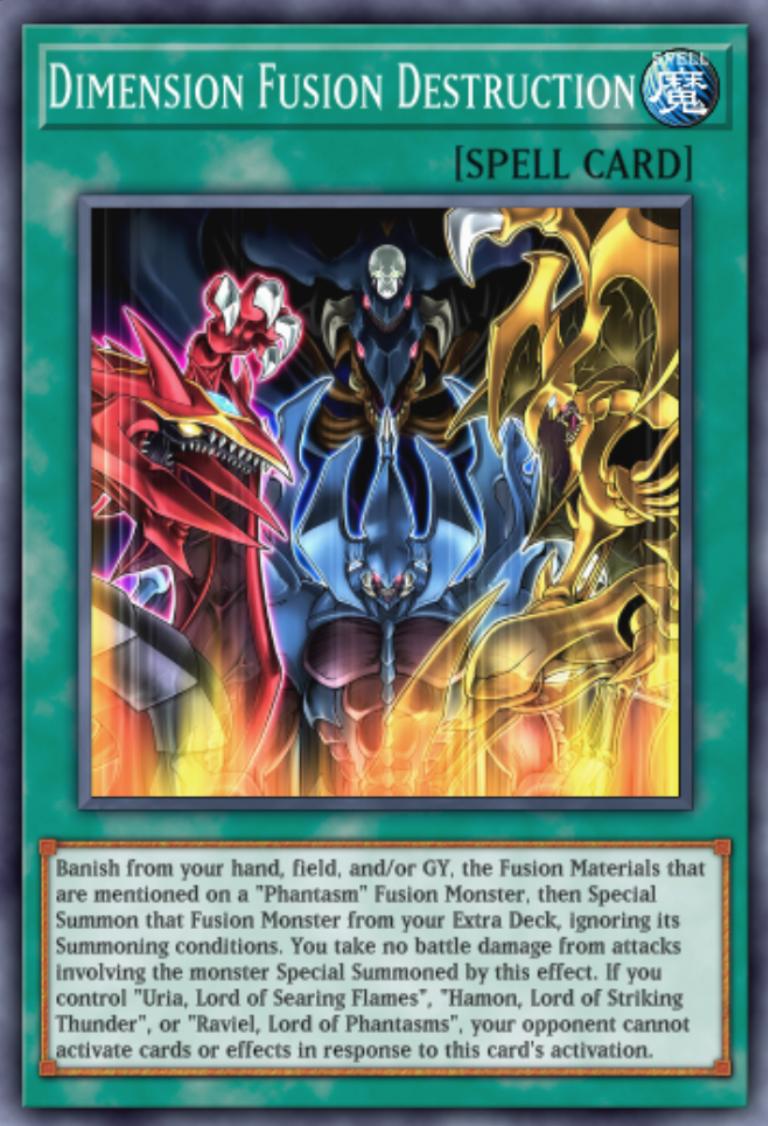 DIMENSION FUSION DESTRUCTION
SPELL
魔
[SPELL CARD]
Banish from your hand, field, and/or GY, the Fusion Materials that
are mentioned on a "Phantasm" Fusion Monster, then Special
Summon that Fusion Monster from your Extra Deck, ignoring its
Summoning conditions. You take no battle damage from attacks
involving the monster Special Summoned by this effect. If you
control "Uria, Lord of Searing Flames", "Hamon, Lord of Striking
Thunder", or "Raviel, Lord of Phantasms", your opponent cannot
activate cards or effects in response to this card's activation.